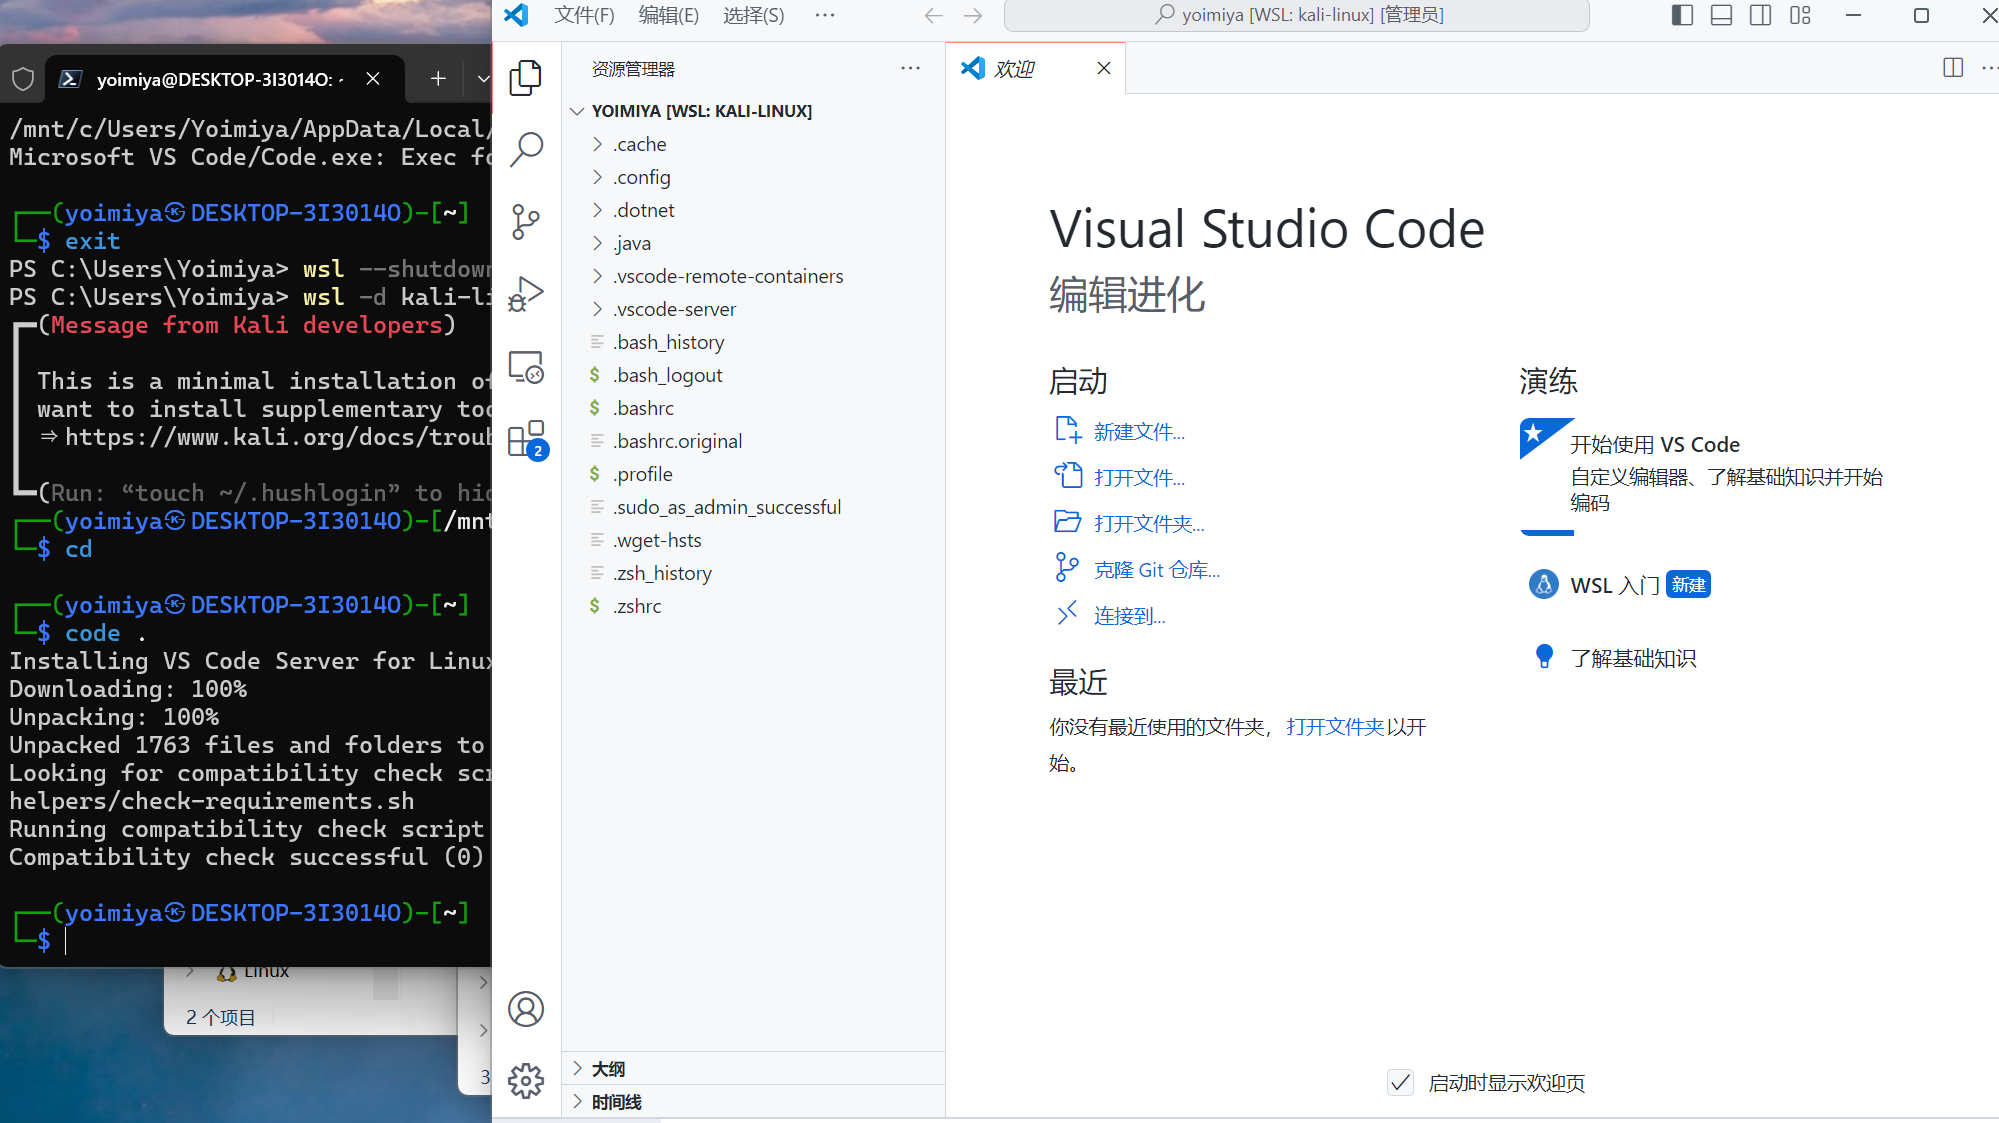 yoimiya@DESKTOP-3I3014O: -
/mnt/c/Users/Yoimiya/AppData/Local/
Microsoft VS Code/Code.exe: Exec fo
(yoimiya㉿DESKTOP-3I3014O)-[~]
$ exit
PS C:\Users\Yoimiya> wsl --shutdown
PS C:\Users\Yoimiya> wsl -d kali-li
(Message from Kali developers)
This is a minimal installation of
want to install supplementary too
⇒ https://www.kali.org/docs/troub
(Run: “touch ~/.hushlogin” to hid
(yoimiya㉿DESKTOP-3I3014O)-[/mnt
$ cd
(yoimiya㉿DESKTOP-3I3014O)-[~]
$ code .
Installing VS Code Server for Linux
Downloading: 100%
Unpacking: 100%
Unpacked 1763 files and folders to
Looking for compatibility check scr
helpers/check-requirements.sh
Running compatibility check script
Compatibility check successful (0)
(yoimiya㉿DESKTOP-3I3014O)-[~]
$
Linux
2 个项目
3
文件(F) 编辑(E) 选择(S) ···
yoimiya [WSL: kali-linux] [管理员]
资源管理器
YOIMIYA [WSL: KALI-LINUX]
.cache
.config
.dotnet
.java
.vscode-remote-containers
.vscode-server
.bash_history
$ .bash_logout
$ .bashrc
.bashrc.original
$ .profile
.sudo_as_admin_successful
.wget-hsts
.zsh_history
$ .zshrc
大纲
时间线
2
欢迎
Visual Studio Code
编辑进化
启动
新建文件...
打开文件...
打开文件夹...
克隆 Git 仓库...
连接到...
最近
你没有最近使用的文件夹，打开文件夹以开
始。
演练
开始使用 VS Code
自定义编辑器、了解基础知识并开始
编码
WSL 入门 新建
了解基础知识
启动时显示欢迎页